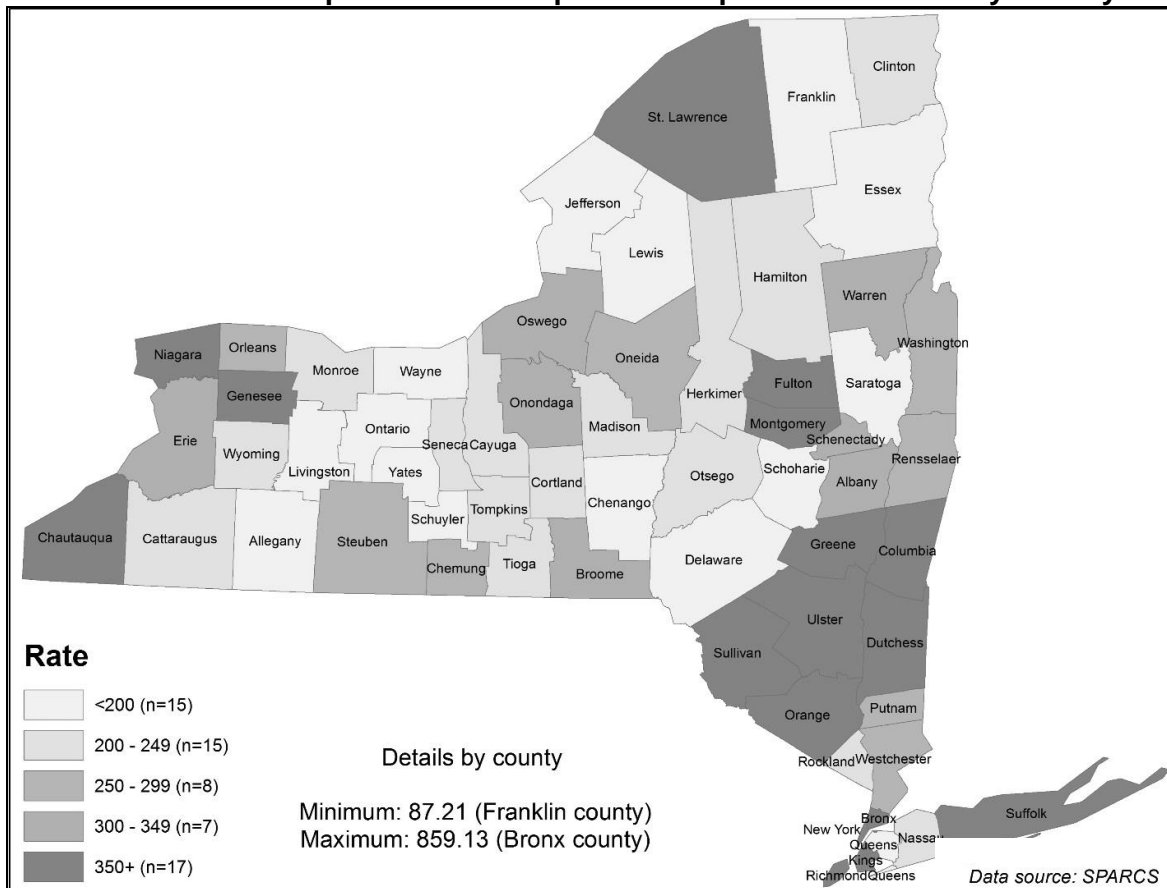 Clinton
Franklin
St. Lawrence
Essex
Jefferson
Lewis
Hamilton
Warren
Oswego
Washington
Orleans
Niagara
Oneida
Monroe
Wayne
Fulton
Saratoga
Genesee
Herkimer
Onondaga
Montgomery
Madison
Ontario
Erie
Schenectady
Seneca
Cayuga
Wyoming
Rensselaer
Livingston
Yates
Schoharie
Otsego
Cortland
Albany
Chenango
Tompkins
Schuyler
Chautauqua
Cattaraugus
Allegany
Steuben
Greene
Columbia
Delaware
Tioga
Chemung
Broome
Ulster
Dutchess
Sullivan
Putnam
Orange
Westchester
Rockland
Suffolk
Bronx
New York
Nassau
Queens
Kings
Richmond
Queens
Rate
<200 (n=15)
200 - 249 (n=15)
250 - 299 (n=8)
300 - 349 (n=7)
350+ (n=17)
Details by county
Minimum: 87.21 (Franklin county)
Maximum: 859.13 (Bronx county)
Data source: SPARCS